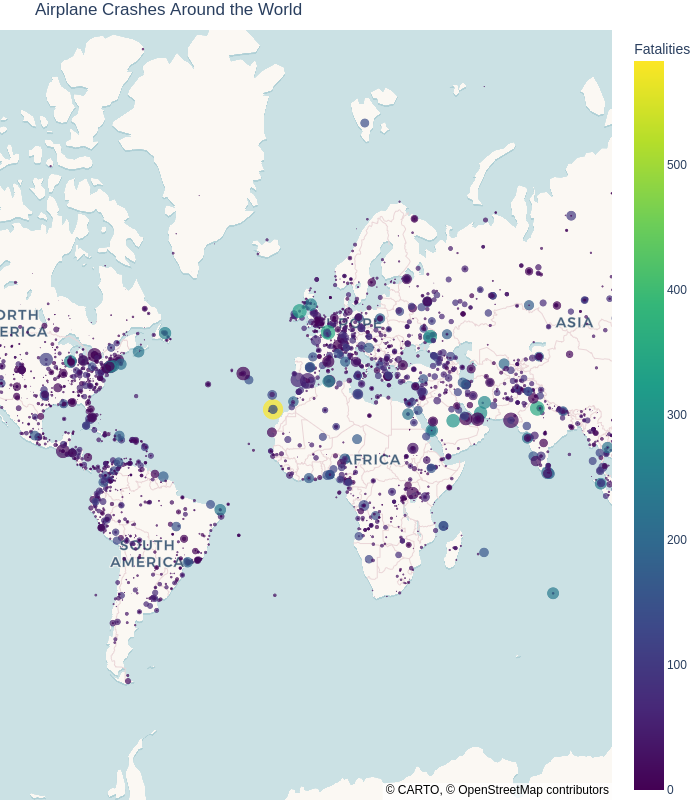 Airplane Crashes Around the World
Fatalities
500
400
300
200
100
0
ORTH
ERICA
EUROPE
ASIA
AFRICA
SOUTH
AMERICA
© CARTO, © OpenStreetMap contributors